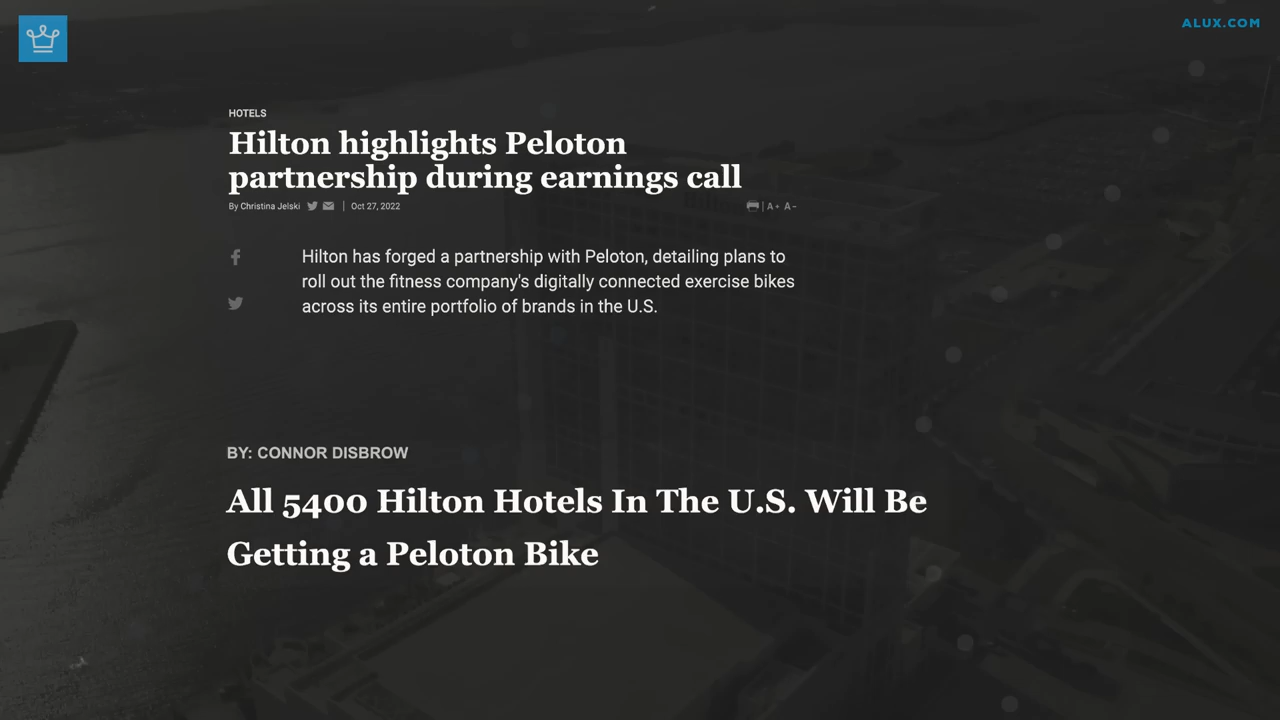 ALUX.COM
HOTELS
Hilton highlights Peloton
partnership during earnings call
By Christina Jelski | Oct 27, 2022
A+ A-
Hilton has forged a partnership with Peloton, detailing plans to
roll out the fitness company's digitally connected exercise bikes
across its entire portfolio of brands in the U.S.
BY: CONNOR DISBROW
All 5400 Hilton Hotels In The U.S. Will Be
Getting a Peloton Bike